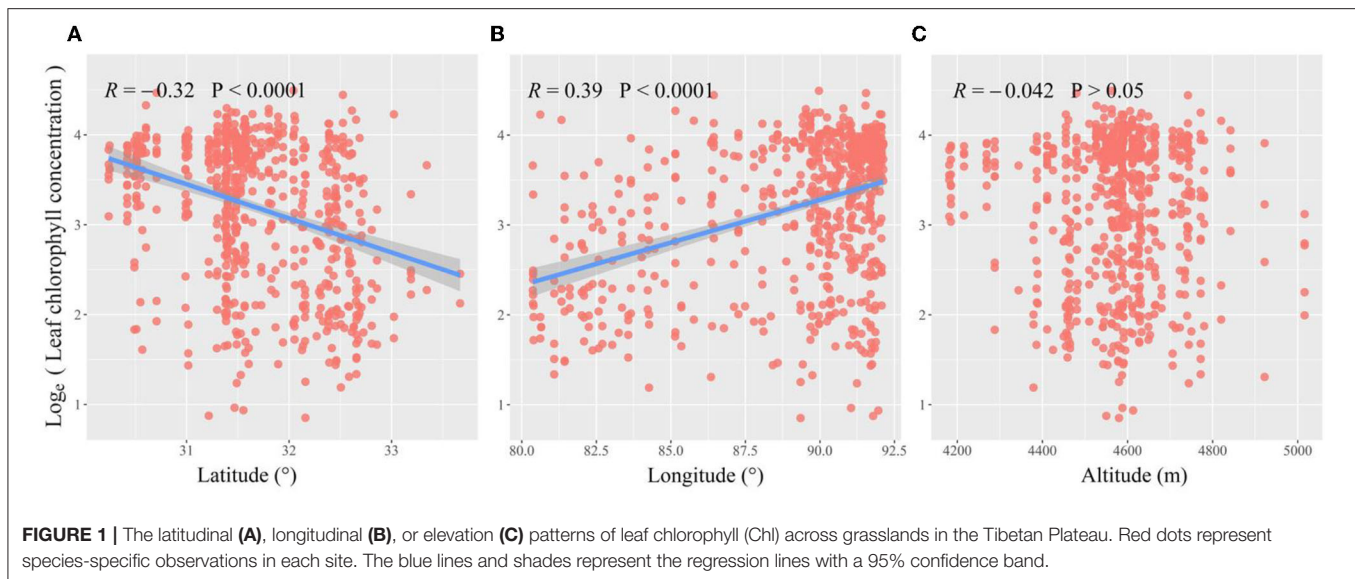 A
B
C
R = −0.32 P < 0.0001
R = 0.39 P < 0.0001
R = −0.042 P > 0.05
Logₑ ( Leaf chlorophyll concentration )
4
3
2
1
4
3
2
1
4
3
2
1
31 32 33
80.0 82.5 85.0 87.5 90.0 92.5
4200 4400 4600 4800 5000
Latitude (°)
Longitude (°)
Altitude (m)
FIGURE 1 | The latitudinal (A), longitudinal (B), or elevation (C) patterns of leaf chlorophyll (Chl) across grasslands in the Tibetan Plateau. Red dots represent
species-specific observations in each site. The blue lines and shades represent the regression lines with a 95% confidence band.